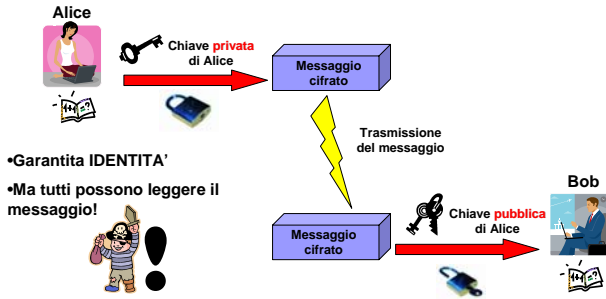 Alice
Chiave privata
di Alice
Messaggio
cifrato
Trasmissione
del messaggio
•Garantita IDENTITA’
•Ma tutti possono leggere il
messaggio!
Bob
Chiave pubblica
di Alice
Messaggio
cifrato